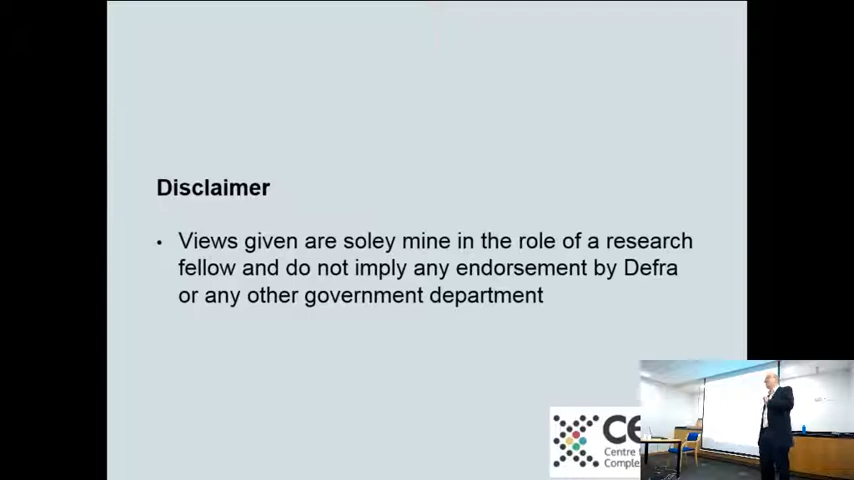 Disclaimer
• Views given are soley mine in the role of a research
fellow and do not imply any endorsement by Defra
or any other government department
Centre